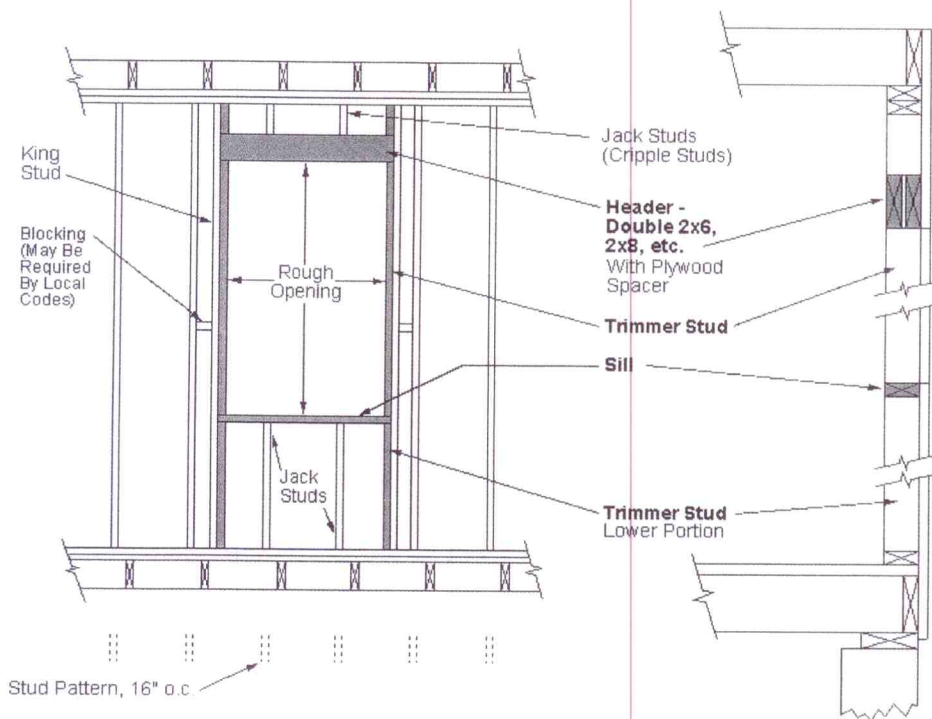 King
Stud
Blocking
(May Be
Required
By Local
Codes)
Rough
Opening
Jack
Studs
Stud Pattern, 16" o.c
Jack Studs
(Cripple Studs)
Header -
Double 2x6,
2x8, etc.
With Plywood
Spacer
Trimmer Stud
Sill
Trimmer Stud
Lower Portion